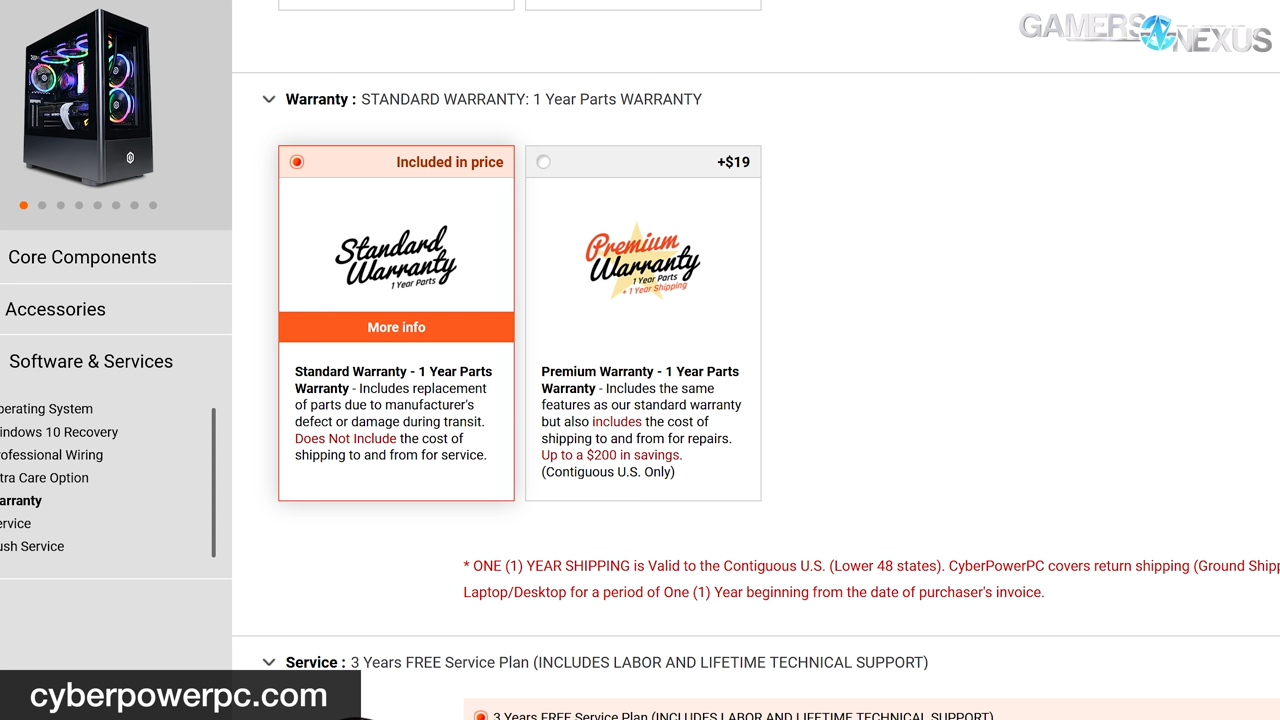 GAMERS NEXUS
Warranty : STANDARD WARRANTY: 1 Year Parts WARRANTY
Included in price
+$19
Standard
Warranty
1 Year Parts
Premium
Warranty
1 Year Parts
+ 1 Year Shipping
More info
Standard Warranty - 1 Year Parts
Warranty - Includes replacement
of parts due to manufacturer's
defect or damage during transit.
Does Not Include the cost of
shipping to and from for service.
Premium Warranty - 1 Year Parts
Warranty - Includes the same
features as our standard warranty
but also includes the cost of
shipping to and from for repairs.
Up to a $200 in savings.
(Contiguous U.S. Only)
Core Components
Accessories
Software & Services
perating System
indows 10 Recovery
rofessional Wiring
tra Care Option
arranty
ervice
ush Service
* ONE (1) YEAR SHIPPING is Valid to the Contiguous U.S. (Lower 48 states). CyberPowerPC covers return shipping (Ground Shipp
Laptop/Desktop for a period of One (1) Year beginning from the date of purchaser's invoice.
Service : 3 Years FREE Service Plan (INCLUDES LABOR AND LIFETIME TECHNICAL SUPPORT)
3 Years FREE Service Plan (INCLUDES LABOR AND LIFETIME TECHNICAL SUPPORT)
cyberpowerpc.com